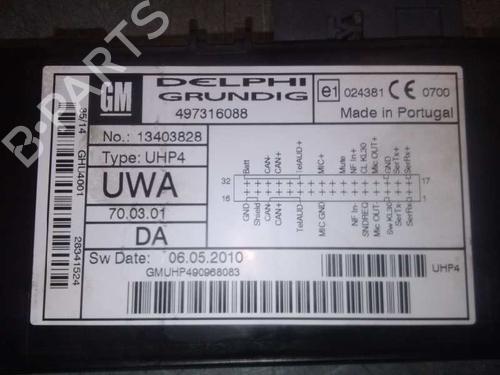 GM
DELPHI
GRUNDIG
497316088
e1 024381 CE 0700
Made in Portugal
35/14 GHU4001
28341524
No.: 13403828
Type: UHP4
UWA
70.03.01
DA
Sw Date: 06.05.2010
GMUHP490968083
UHP4
Batt
CAN-
CAN+
TelAUD+
MIC+
Mute
NF In+
CL KL30
Mic OUT+
GND
SerTx+
SerRx+
32
17
16
1
GND
Shield
CAN-
CAN+
TelAUD-
MIC GND
NF In-
SNDREQ
Mic OUT-
Sw KL30
SerTx-
SerRx-
B-PARTS